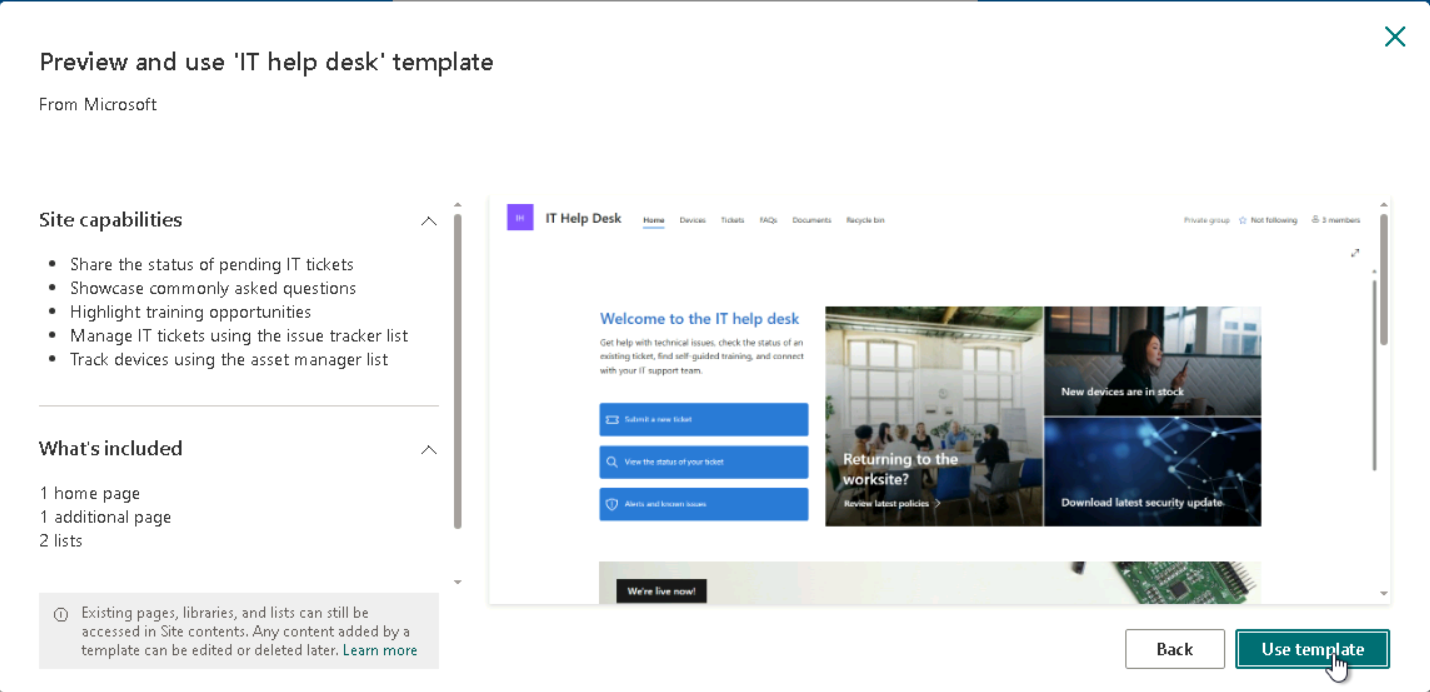 Preview and use 'IT help desk' template
From Microsoft
Site capabilities
Share the status of pending IT tickets
Showcase commonly asked questions
Highlight training opportunities
Manage IT tickets using the issue tracker list
Track devices using the asset manager list
What's included
1 home page
1 additional page
2 lists
Existing pages, libraries, and lists can still be
accessed in Site contents. Any content added by a
template can be edited or deleted later. Learn more
IH IT Help Desk Home Devices Tickets FAQs Documents Recycle bin Private group Not following 3 members
Welcome to the IT help desk
Get help with technical issues, check the status of an
existing ticket, find self-guided training, and connect
with your IT support team.
Submit a new ticket
View the status of your ticket
Alerts and known issues
Returning to the
worksite?
Review latest policies
New devices are in stock
Download latest security update
We're live now!
Back
Use template